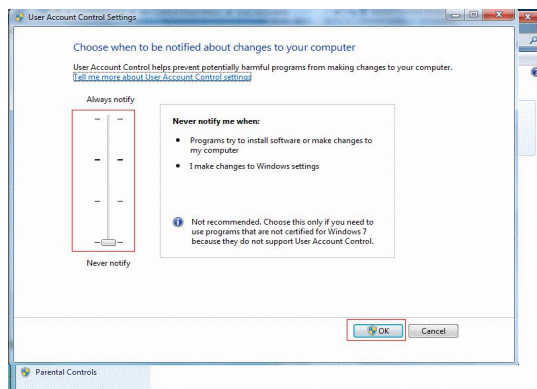 User Account Control Settings
Choose when to be notified about changes to your computer
User Account Control helps prevent potentially harmful programs from making changes to your computer.
Tell me more about User Account Control settings
Always notify
Never notify me when:
Programs try to install software or make changes to
my computer
I make changes to Windows settings
Not recommended. Choose this only if you need to
use programs that are not certified for Windows 7
because they do not support User Account Control.
Never notify
OK
Cancel
Parental Controls